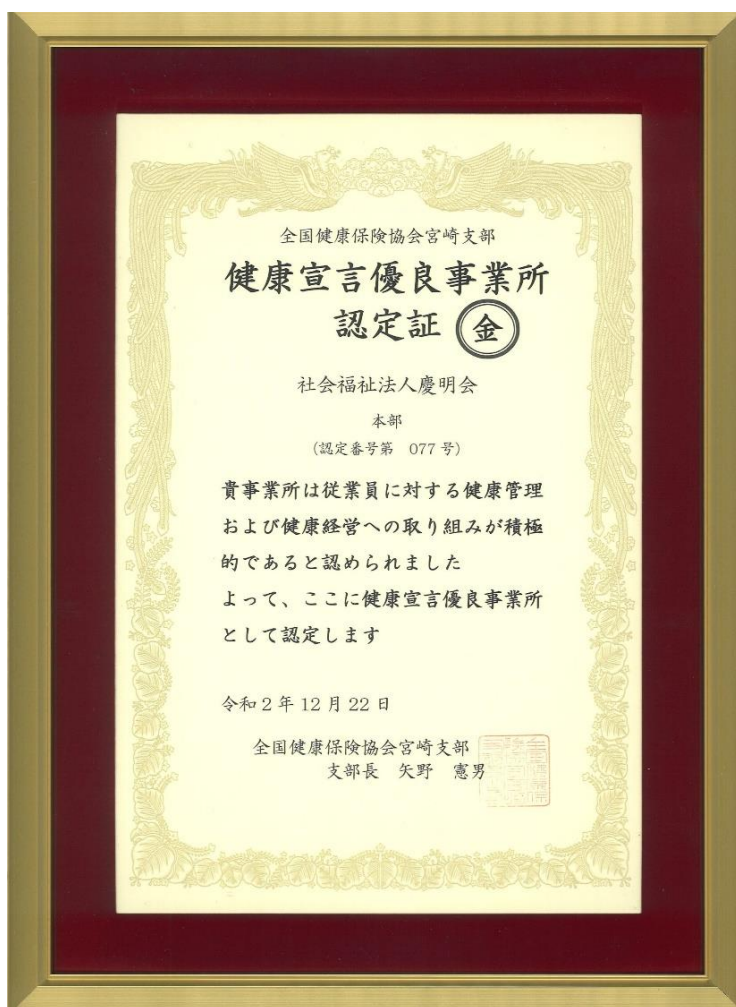 全国健康保険協会宮崎支部
健康宣言優良事業所
認定証 金
社会福祉法人慶明会
本部
(認定番号第 077号)
貴事業所は従業員に対する健康管理
および健康経営への取り組みが積極
的であると認められました
よって、ここに健康宣言優良事業所
として認定します
令和2年12月22日
全国健康保険協会宮崎支部
支部長 矢野 憲男